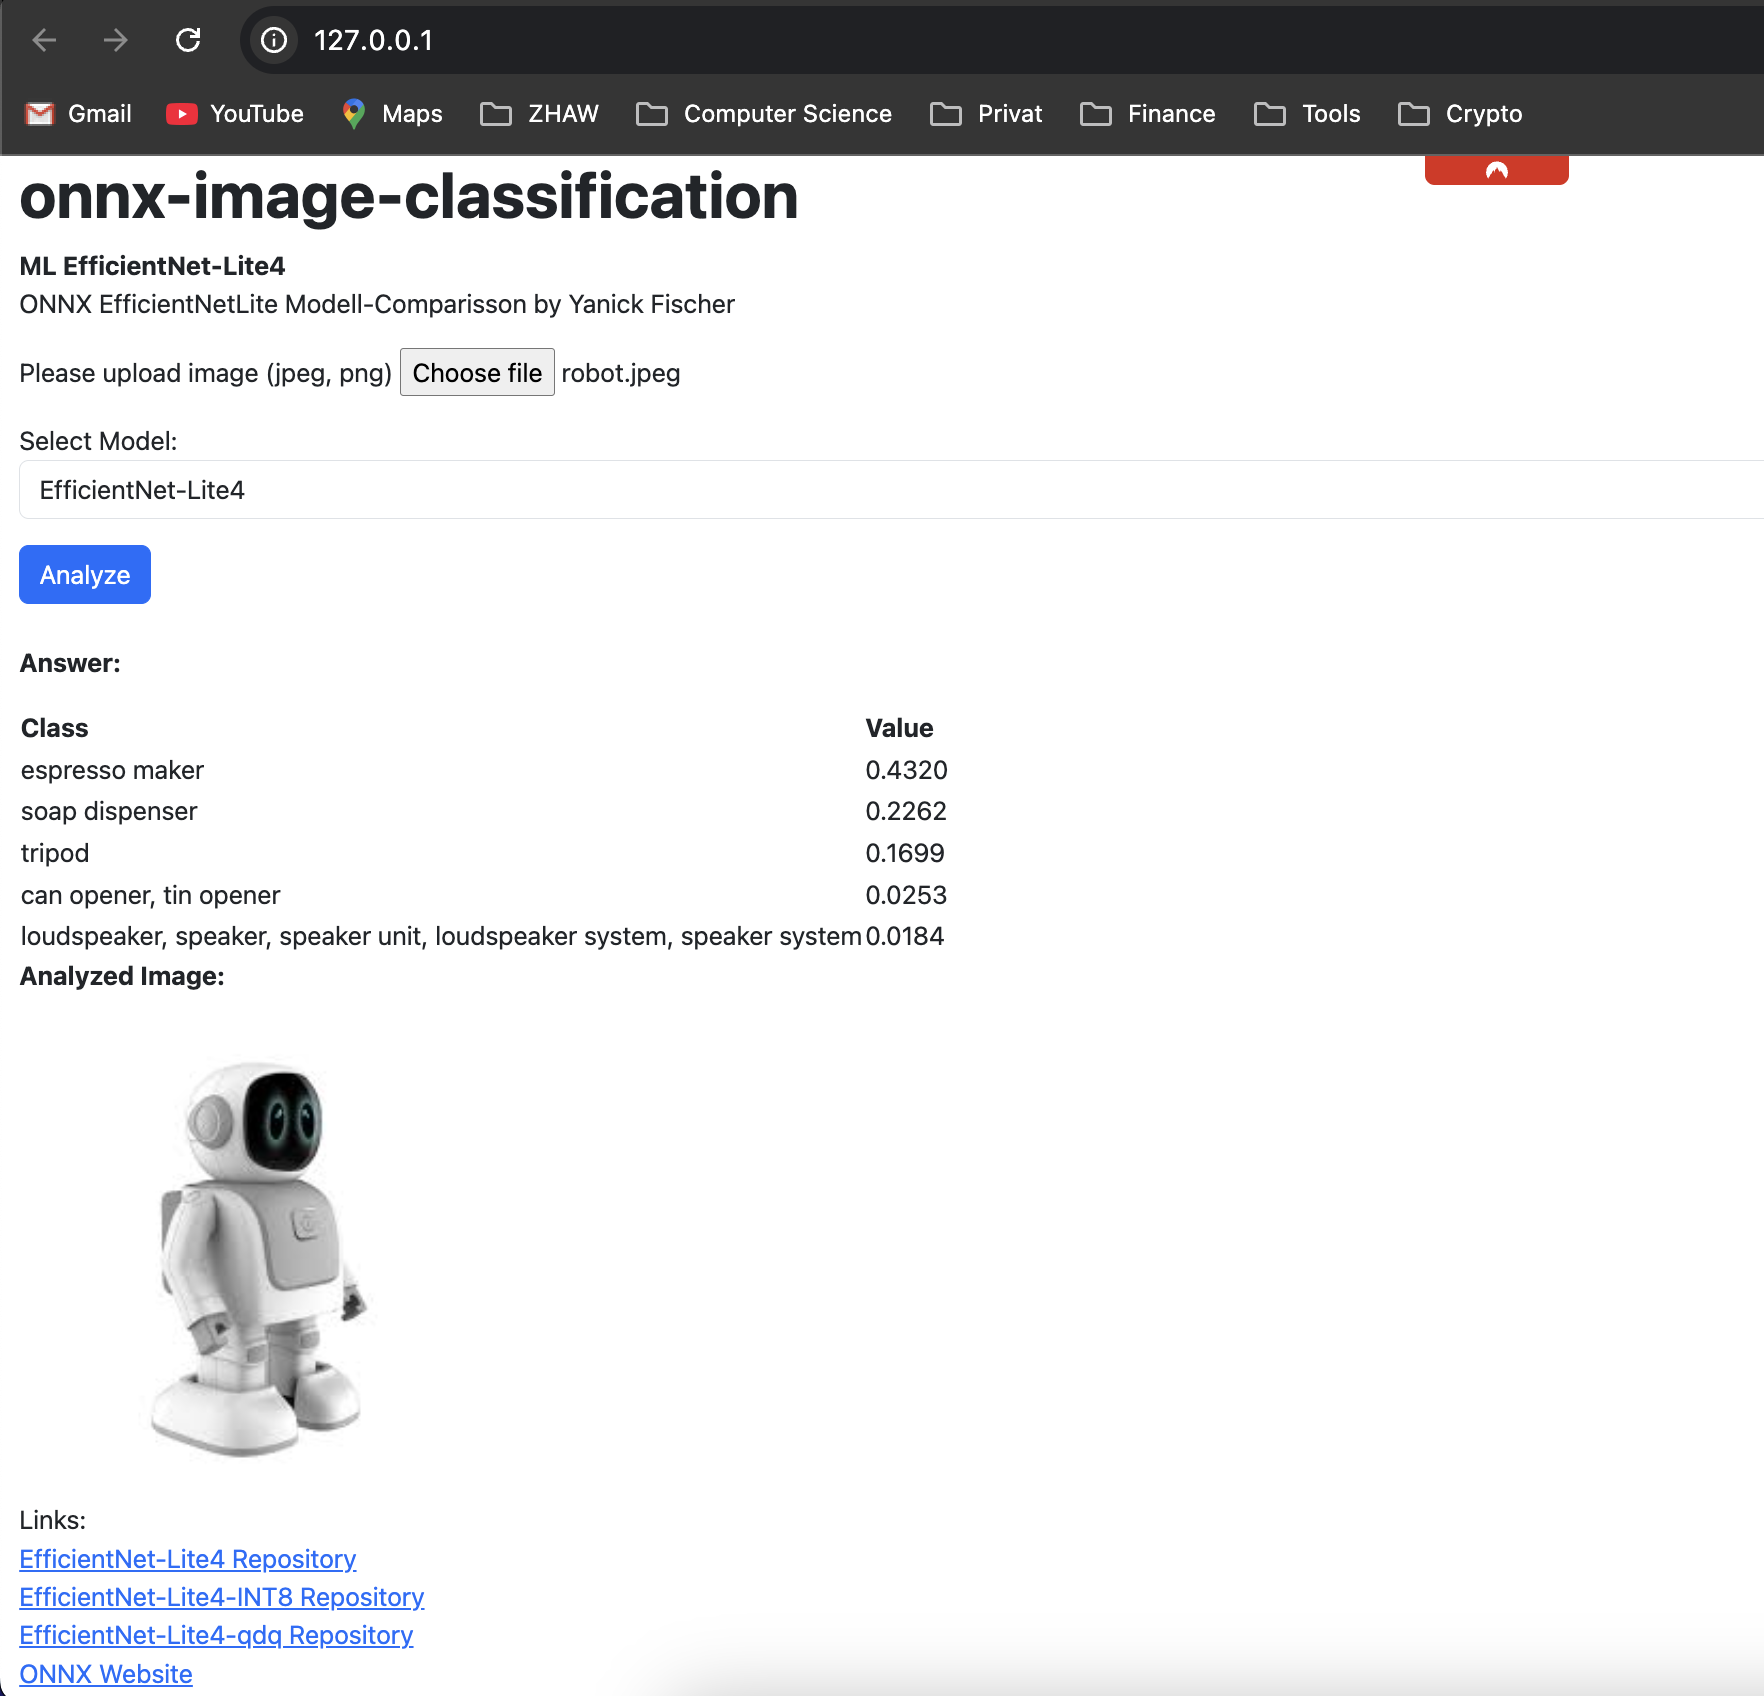 127.0.0.1
Gmail YouTube Maps ZHAW Computer Science Privat Finance Tools Crypto
onnx-image-classification
ML EfficientNet-Lite4
ONNX EfficientNetLite Modell-Comparisson by Yanick Fischer
Please upload image (jpeg, png) Choose file robot.jpeg
Select Model:
EfficientNet-Lite4
Analyze
Answer:
Class Value
espresso maker 0.4320
soap dispenser 0.2262
tripod 0.1699
can opener, tin opener 0.0253
loudspeaker, speaker, speaker unit, loudspeaker system, speaker system 0.0184
Analyzed Image:
Links:
EfficientNet-Lite4 Repository
EfficientNet-Lite4-INT8 Repository
EfficientNet-Lite4-qdq Repository
ONNX Website